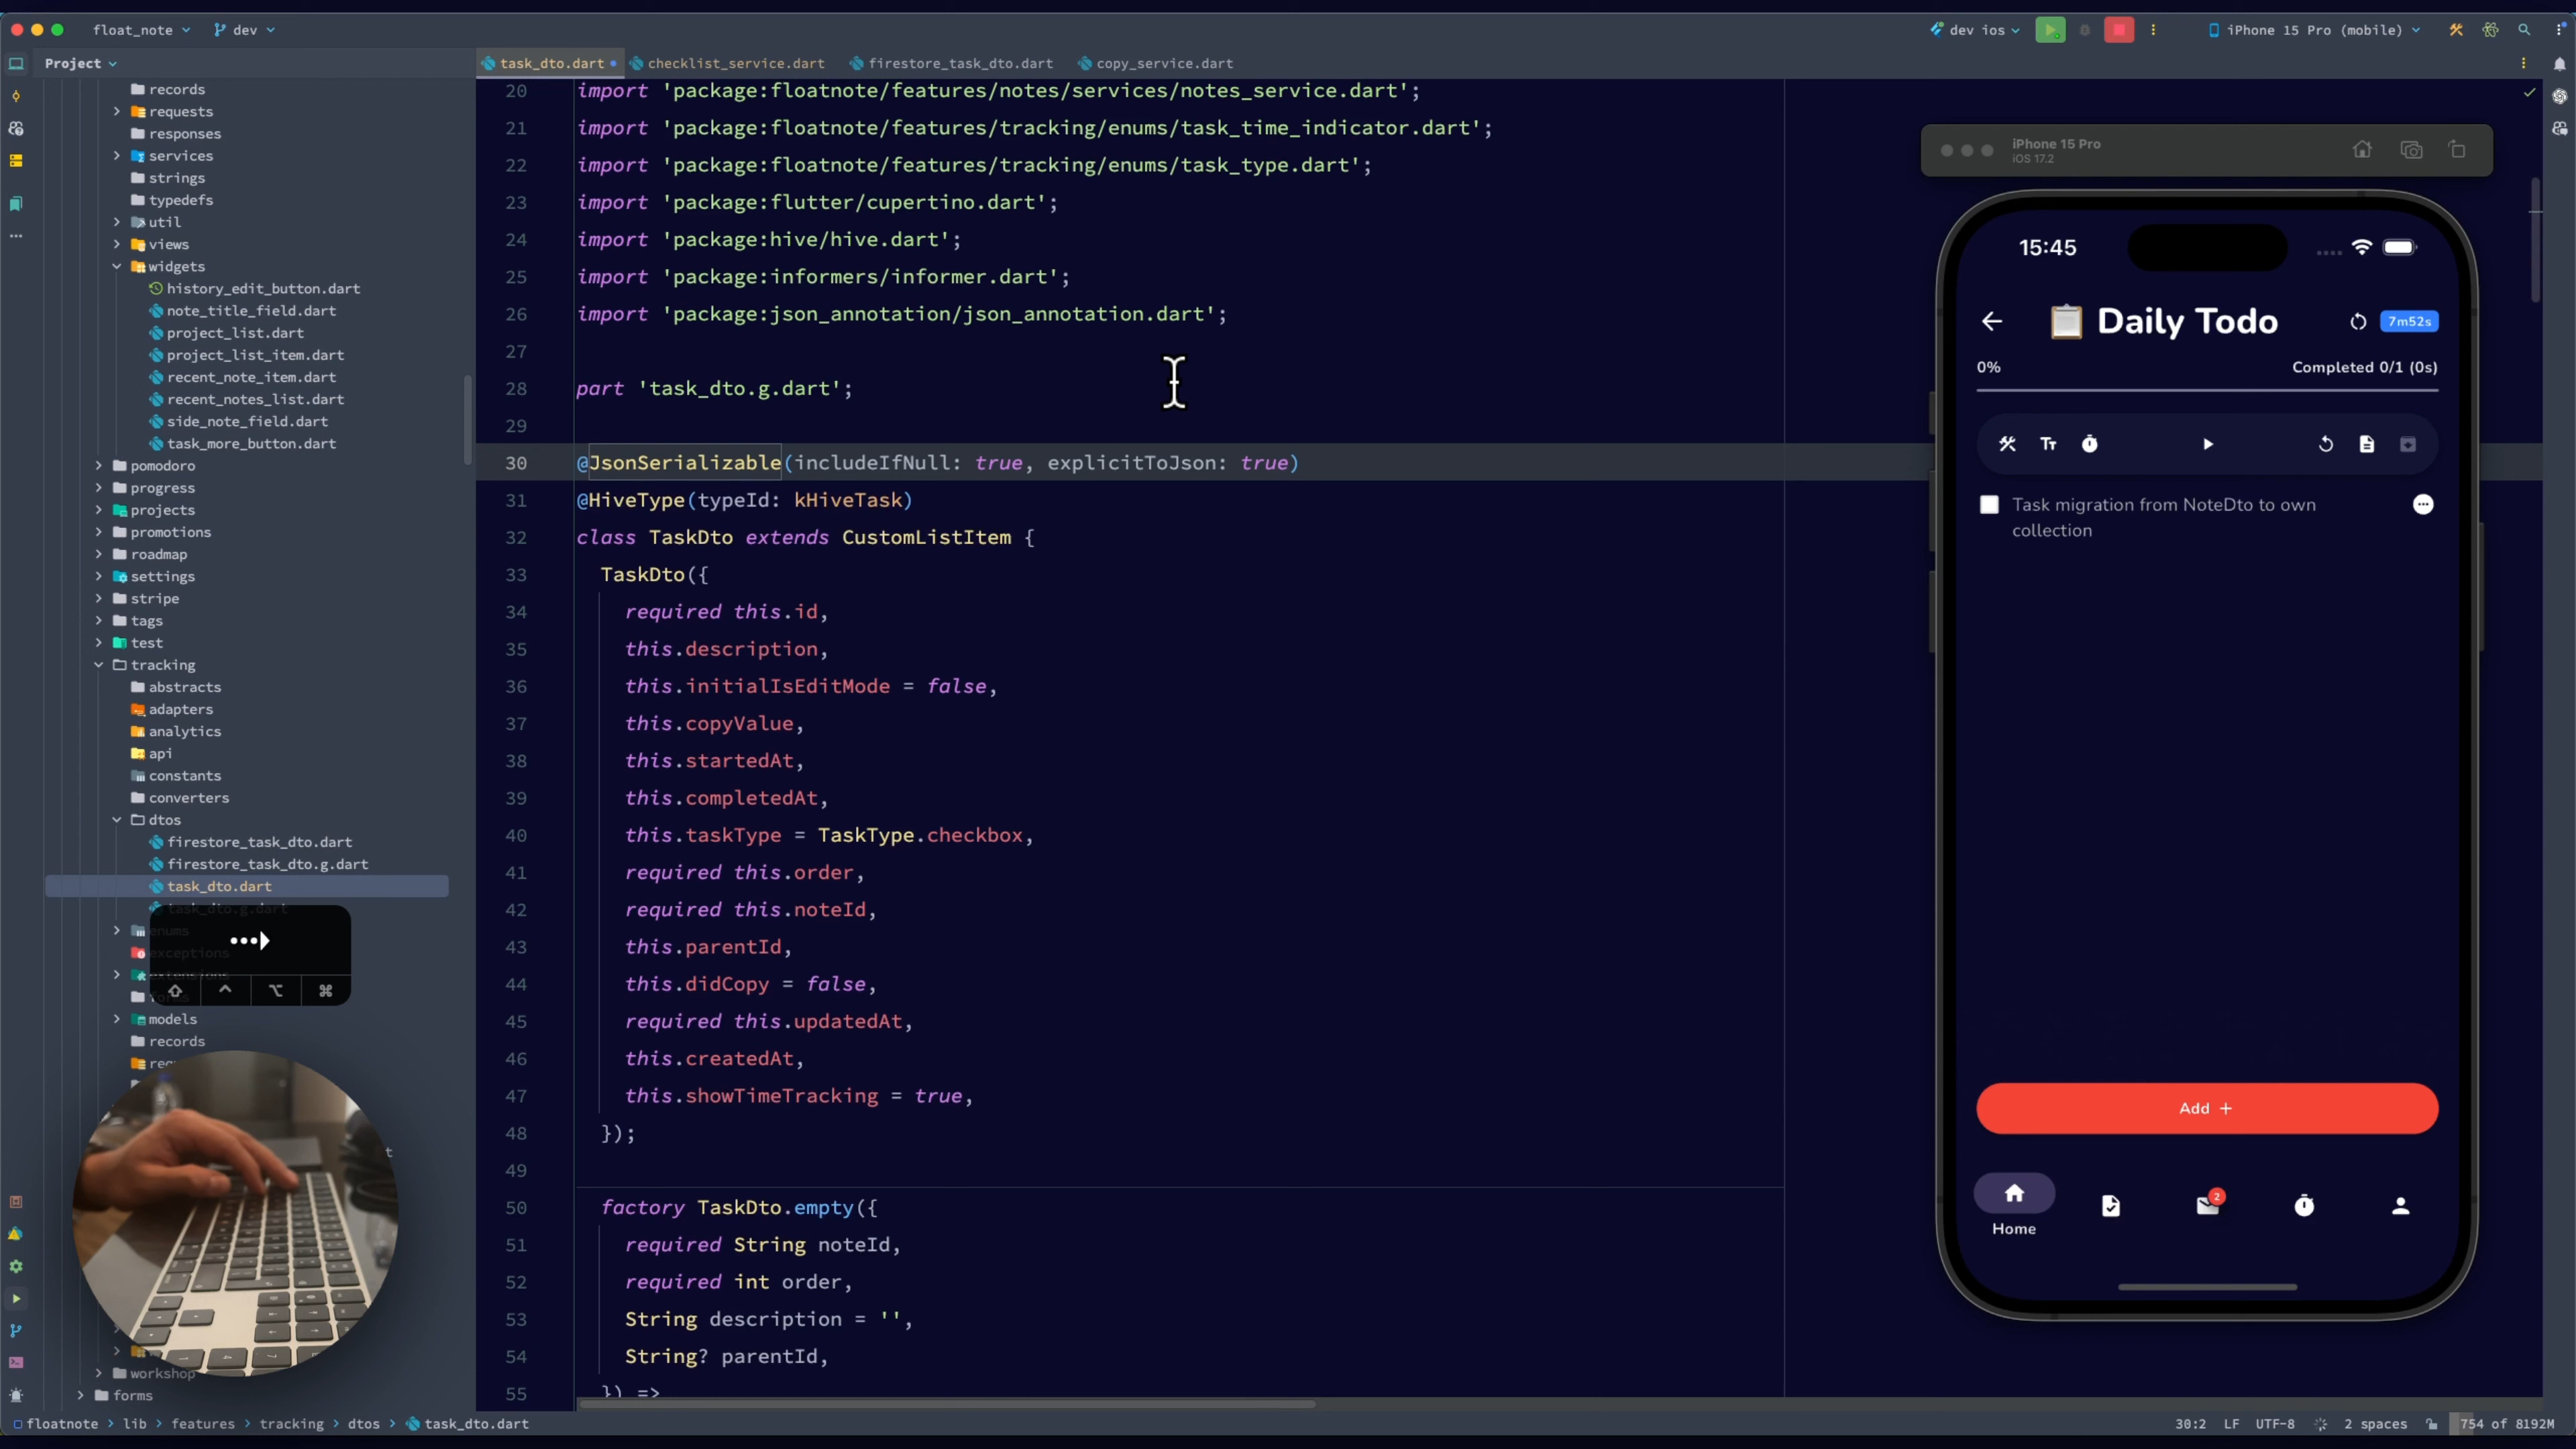 float_note
dev
dev ios
iPhone 15 Pro (mobile)
Project
task_dto.dart
checklist_service.dart
firestore_task_dto.dart
copy_service.dart
records
requests
responses
services
strings
typedefs
util
views
widgets
history_edit_button.dart
note_title_field.dart
project_list.dart
project_list_item.dart
recent_note_item.dart
recent_notes_list.dart
side_note_field.dart
task_more_button.dart
pomodoro
progress
projects
promotions
roadmap
settings
stripe
tags
test
tracking
abstracts
adapters
analytics
api
constants
converters
dtos
firestore_task_dto.dart
firestore_task_dto.g.dart
task_dto.dart
task_dto.g.dart
enums
exceptions
extensions
models
records
workshop
forms
20 import 'package:floatnote/features/notes/services/notes_service.dart';
21 import 'package:floatnote/features/tracking/enums/task_time_indicator.dart';
22 import 'package:floatnote/features/tracking/enums/task_type.dart';
23 import 'package:flutter/cupertino.dart';
24 import 'package:hive/hive.dart';
25 import 'package:informers/informer.dart';
26 import 'package:json_annotation/json_annotation.dart';
27
28 part 'task_dto.g.dart';
29
30 @JsonSerializable(includeIfNull: true, explicitToJson: true)
31 @HiveType(typeId: kHiveTask)
32 class TaskDto extends CustomListItem {
33 TaskDto({
34 required this.id,
35 this.description,
36 this.initialIsEditMode = false,
37 this.copyValue,
38 this.startedAt,
39 this.completedAt,
40 this.taskType = TaskType.checkbox,
41 required this.order,
42 required this.noteId,
43 this.parentId,
44 this.didCopy = false,
45 required this.updatedAt,
46 this.createdAt,
47 this.showTimeTracking = true,
48 });
49
50 factory TaskDto.empty({
51 required String noteId,
52 required int order,
53 String description = '',
54 String? parentId,
55 }) =>
iPhone 15 Pro
iOS 17.2
15:45
Daily Todo
7m52s
0%
Completed 0/1 (0s)
Tт
Task migration from NoteDto to own
collection
Add +
2
Home
floatnote > lib > features > tracking > dtos > task_dto.dart
30:2 LF UTF-8 2 spaces 754 of 8192M